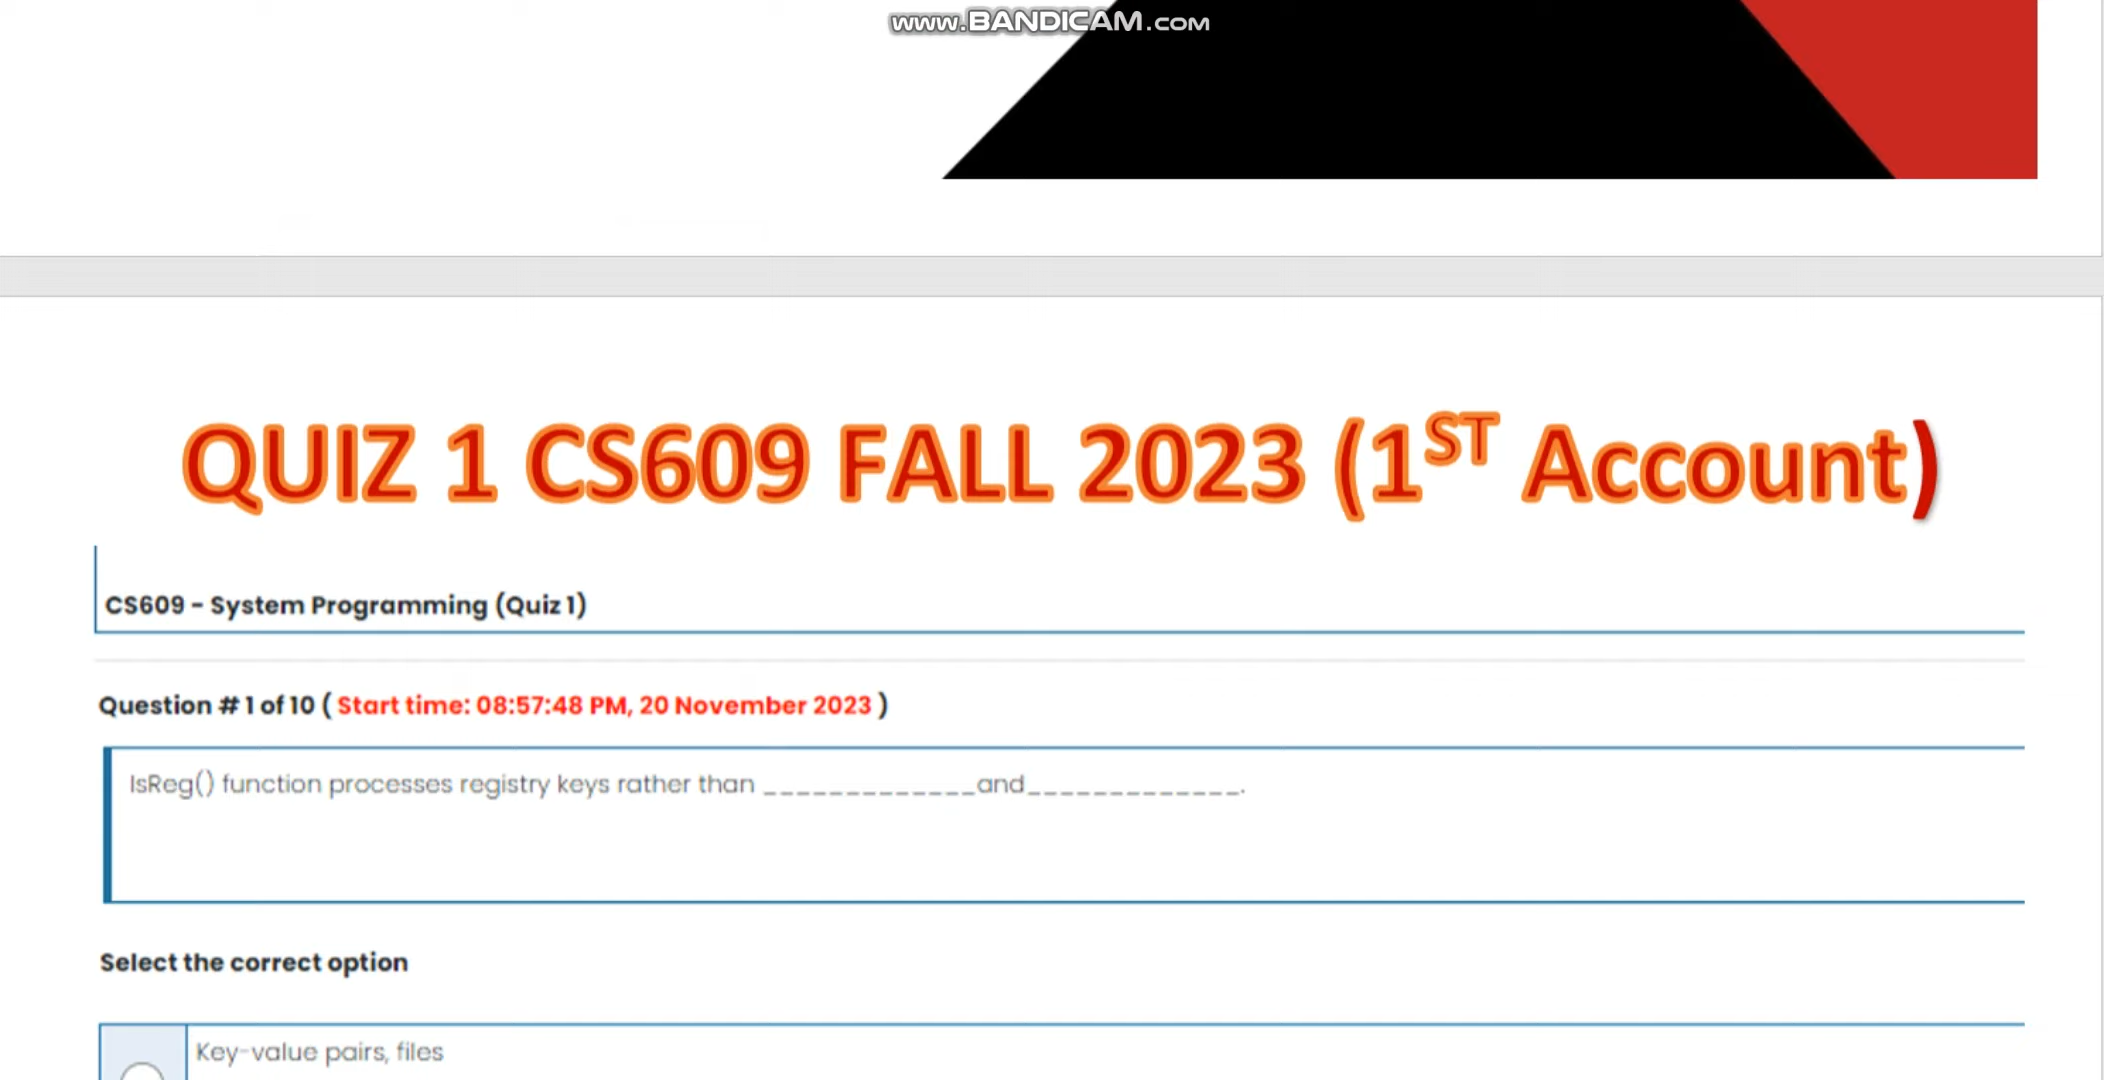 www.BANDICAM.COM
QUIZ 1 CS609 FALL 2023 (1ST Account)
CS609 - System Programming (Quiz 1)
Question # 1 of 10 ( Start time: 08:57:48 PM, 20 November 2023 )
IsReg() function processes registry keys rather than _____________and_____________.
Select the correct option
Key-value pairs, files